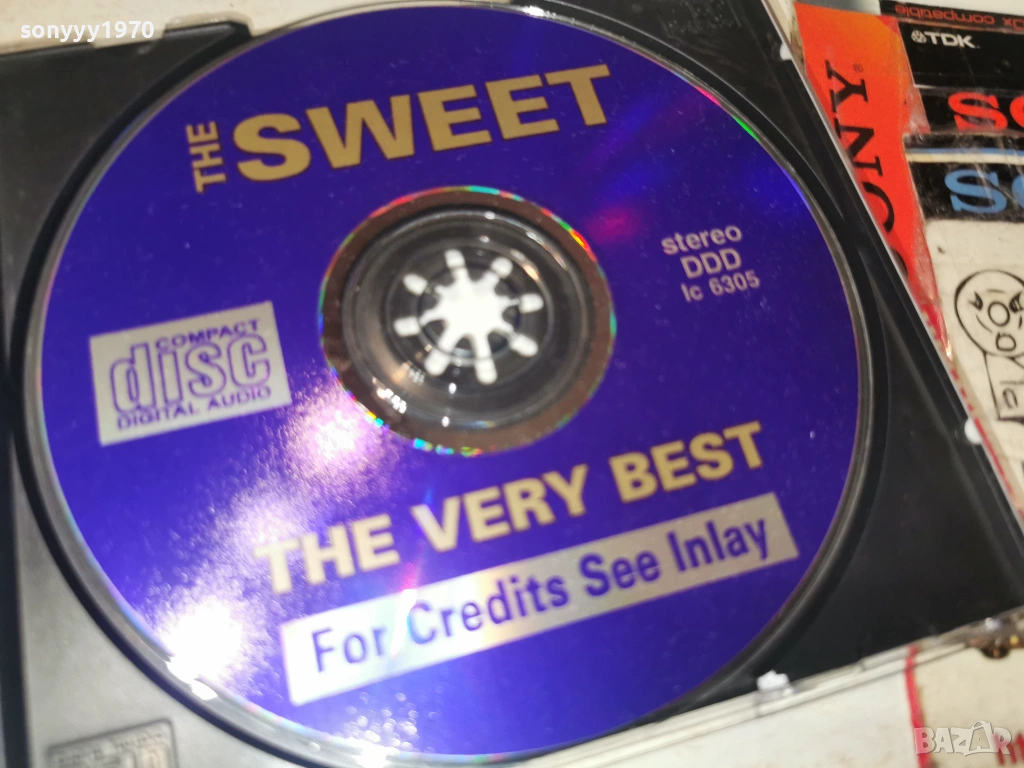 sonyyy1970
THE SWEET
stereo
DDD
lc 6305
COMPACT
disc
DIGITAL AUDIO
THE VERY BEST
For Credits See Inlay
TDK
SONY
BAZAR